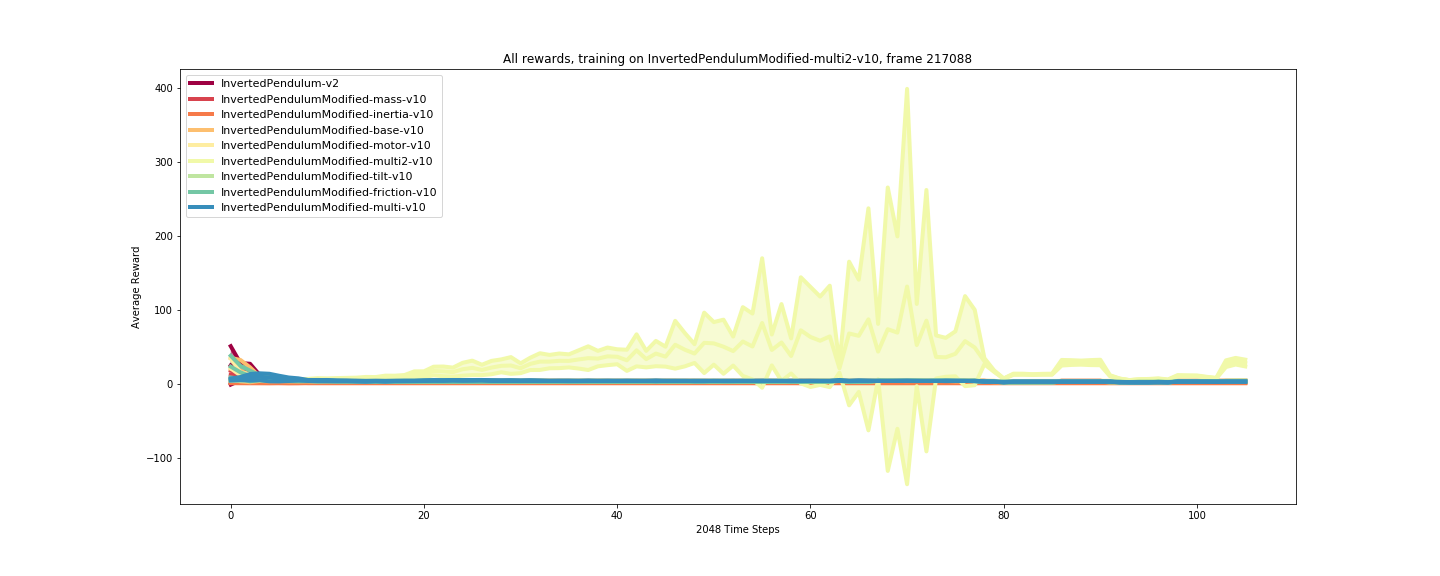 All rewards, training on InvertedPendulumModified-multi2-v10, frame 217088
InvertedPendulum-v2
InvertedPendulumModified-mass-v10
InvertedPendulumModified-inertia-v10
InvertedPendulumModified-base-v10
InvertedPendulumModified-motor-v10
InvertedPendulumModified-multi2-v10
InvertedPendulumModified-tilt-v10
InvertedPendulumModified-friction-v10
InvertedPendulumModified-multi-v10
Average Reward
400
300
200
100
0
−100
0 20 40 60 80 100
2048 Time Steps